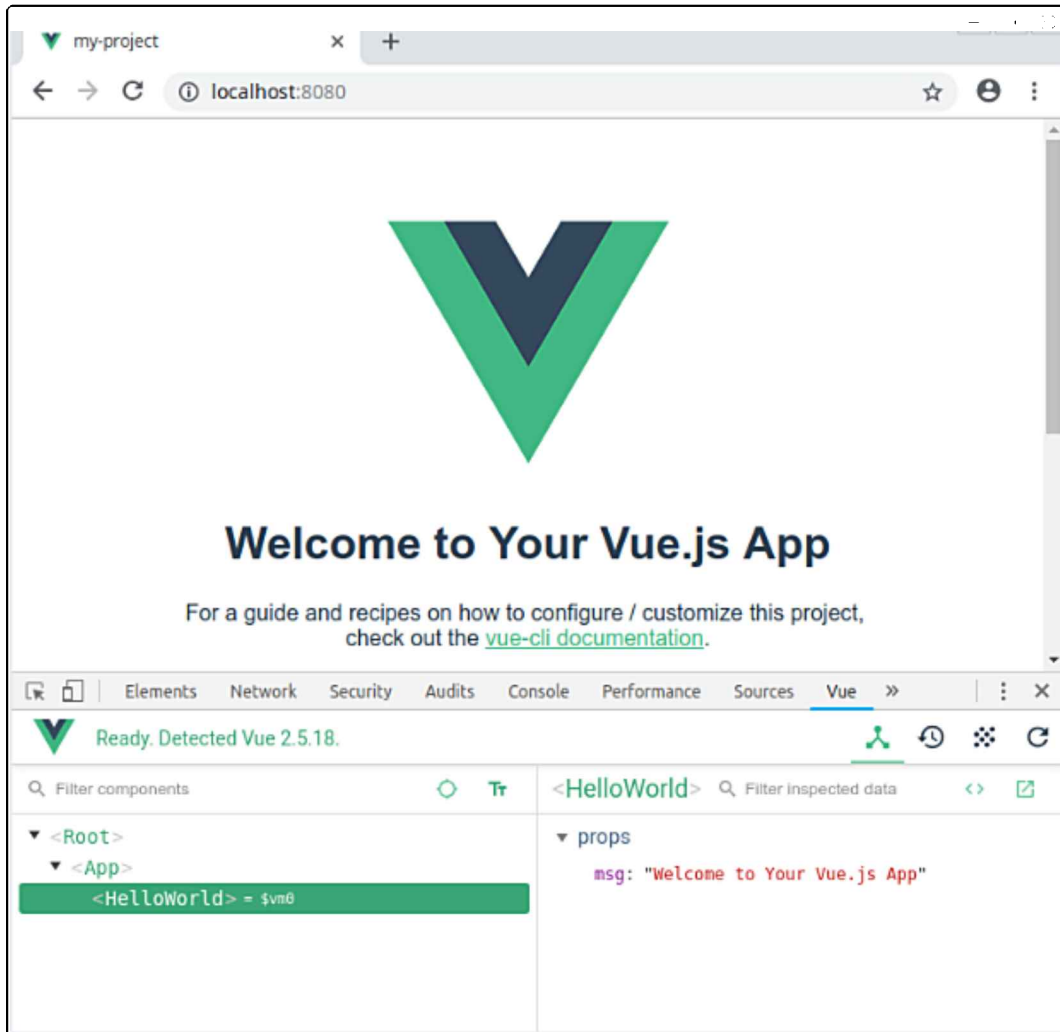 my-project
localhost:8080
Welcome to Your Vue.js App
For a guide and recipes on how to configure / customize this project,
check out the vue-cli documentation.
Elements Network Security Audits Console Performance Sources Vue »
Ready. Detected Vue 2.5.18.
Filter components
<HelloWorld> Filter inspected data
<Root>
<App>
<HelloWorld> = $vm0
props
msg: "Welcome to Your Vue.js App"